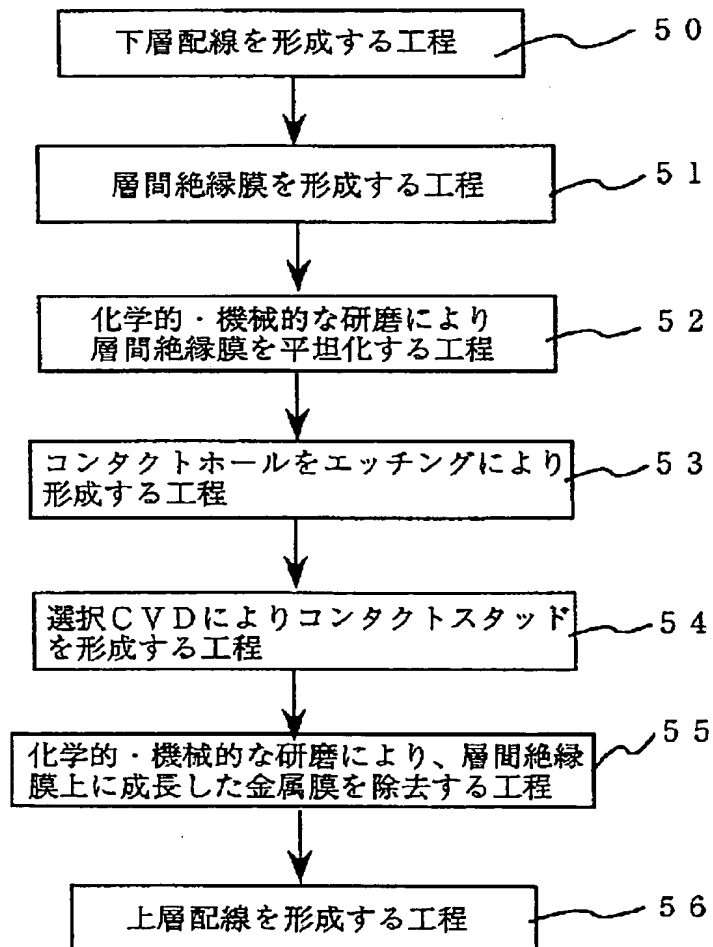 下層配線を形成する工程
50
層間絶縁膜を形成する工程
51
化学的・機械的な研磨により
層間絶縁膜を平坦化する工程
52
コンタクトホールをエッチングにより
形成する工程
53
選択CVDによりコンタクトスタッド
を形成する工程
54
化学的・機械的な研磨により、層間絶縁
膜上に成長した金属膜を除去する工程
55
上層配線を形成する工程
56